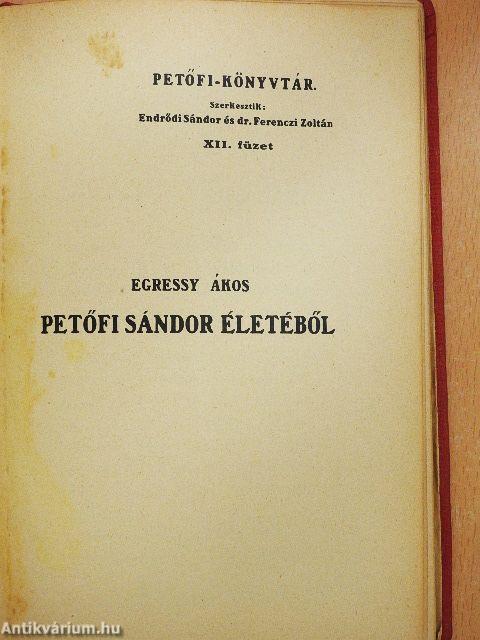 PETŐFI-KÖNYVTÁR.
Szerkesztik:
Endrődi Sándor és dr. Ferenczi Zoltán
XII. füzet
EGRESSY ÁKOS
PETŐFI SÁNDOR ÉLETÉBŐL
Antikvárium.hu